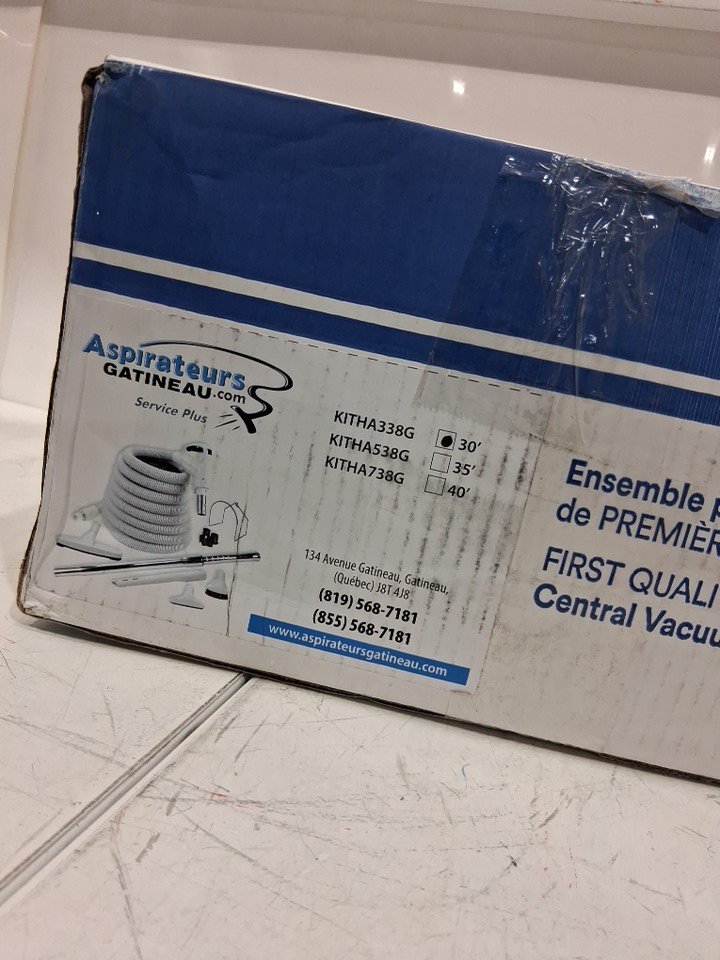 Aspirateurs
GATINEAU.com
Service Plus
KITHA338G 30'
KITHA538G 35'
KITHA738G 40'
134 Avenue Gatineau, Gatineau,
(Québec) J8T 4J8
(819) 568-7181
(855) 568-7181
www.aspirateursgatineau.com
Ensemble
de PREMIÈR
FIRST QUALI
Central Vacuu